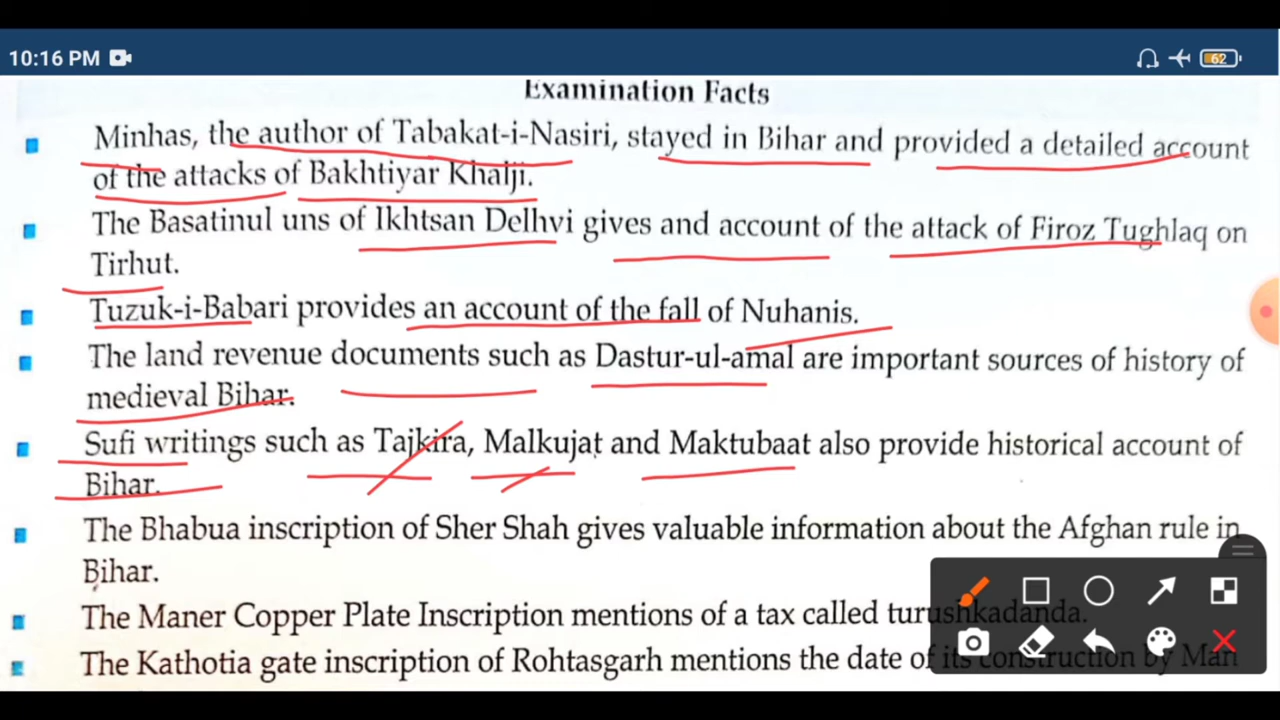 10:16 PM
62
Examination Facts
Minhas, the author of Tabakat-i-Nasiri, stayed in Bihar and provided a detailed account
of the attacks of Bakhtiyar Khalji.
The Basatinul uns of Ikhtsan Delhvi gives and account of the attack of Firoz Tughlaq on
Tirhut.
Tuzuk-i-Babari provides an account of the fall of Nuhanis.
The land revenue documents such as Dastur-ul-amal are important sources of history of
medieval Bihar.
Sufi writings such as Tajkira, Malkujat and Maktubaat also provide historical account of
Bihar.
The Bhabua inscription of Sher Shah gives valuable information about the Afghan rule in
Bihar.
The Maner Copper Plate Inscription mentions of a tax called turushkadanda.
The Kathotia gate inscription of Rohtasgarh mentions the date of its construction by Man